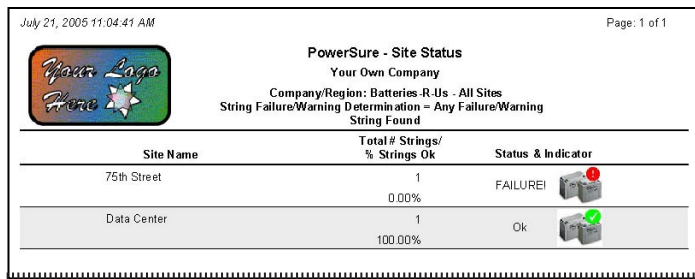 July 21, 2005 11:04:41 AM Page: 1 of 1
Your Logo
Here
PowerSure - Site Status
Your Own Company
Company/Region: Batteries-R-Us - All Sites
String Failure/Warning Determination = Any Failure/Warning
String Found
Site Name Total # Strings/ Status & Indicator
% Strings Ok
75th Street 1 FAILURE!
0.00%
Data Center 1 Ok
100.00%